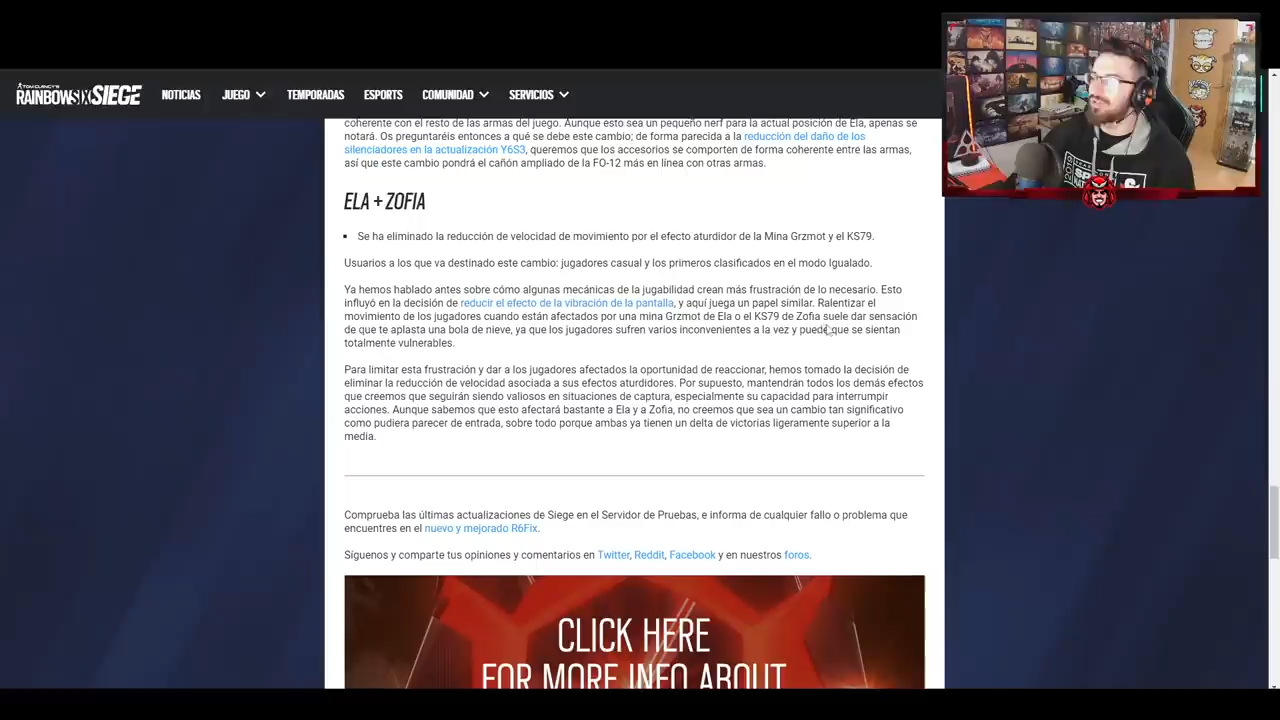 TOM CLANCY'S
RAINBOWSIX SIEGE
NOTICIAS
JUEGO
TEMPORADAS
ESPORTS
COMUNIDAD
SERVICIOS
coherente con el resto de las armas del juego. Aunque esto sea un pequeño nerf para la actual posición de Ela, apenas se
notará. Os preguntaréis entonces a qué se debe este cambio; de forma parecida a la reducción del daño de los
silenciadores en la actualización Y6S3, queremos que los accesorios se comporten de forma coherente entre las armas,
así que este cambio pondrá el cañón ampliado de la FO-12 más en línea con otras armas.
ELA + ZOFIA
▪ Se ha eliminado la reducción de velocidad de movimiento por el efecto aturdidor de la Mina Grzmot y el KS79.
Usuarios a los que va destinado este cambio: jugadores casual y los primeros clasificados en el modo Igualado.
Ya hemos hablado antes sobre cómo algunas mecánicas de la jugabilidad crean más frustración de lo necesario. Esto
influyó en la decisión de reducir el efecto de la vibración de la pantalla, y aquí juega un papel similar. Ralentizar el
movimiento de los jugadores cuando están afectados por una mina Grzmot de Ela o el KS79 de Zofia suele dar sensación
de que te aplasta una bola de nieve, ya que los jugadores sufren varios inconvenientes a la vez y puede que se sientan
totalmente vulnerables.
Para limitar esta frustración y dar a los jugadores afectados la oportunidad de reaccionar, hemos tomado la decisión de
eliminar la reducción de velocidad asociada a sus efectos aturdidores. Por supuesto, mantendrán todos los demás efectos
que creemos que seguirán siendo valiosos en situaciones de captura, especialmente su capacidad para interrumpir
acciones. Aunque sabemos que esto afectará bastante a Ela y a Zofia, no creemos que sea un cambio tan significativo
como pudiera parecer de entrada, sobre todo porque ambas ya tienen un delta de victorias ligeramente superior a la
media.
Comprueba las últimas actualizaciones de Siege en el Servidor de Pruebas, e informa de cualquier fallo o problema que
encuentres en el nuevo y mejorado R6Fix.
Síguenos y comparte tus opiniones y comentarios en Twitter, Reddit, Facebook y en nuestros foros.
CLICK HERE
FOR MORE INFO ABOUT